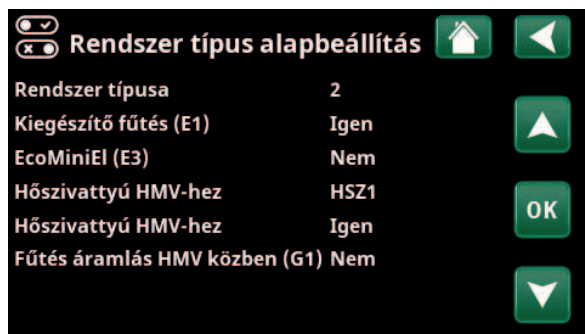 Rendszer típus alapbeállítás
Rendszer típusa 2
Kiegészítő fűtés (E1) Igen
EcoMiniEl (E3) Nem
Hőszivattyú HMV-hez HSZ1
Hőszivattyú HMV-hez Igen
Fűtés áramlás HMV közben (G1) Nem
OK